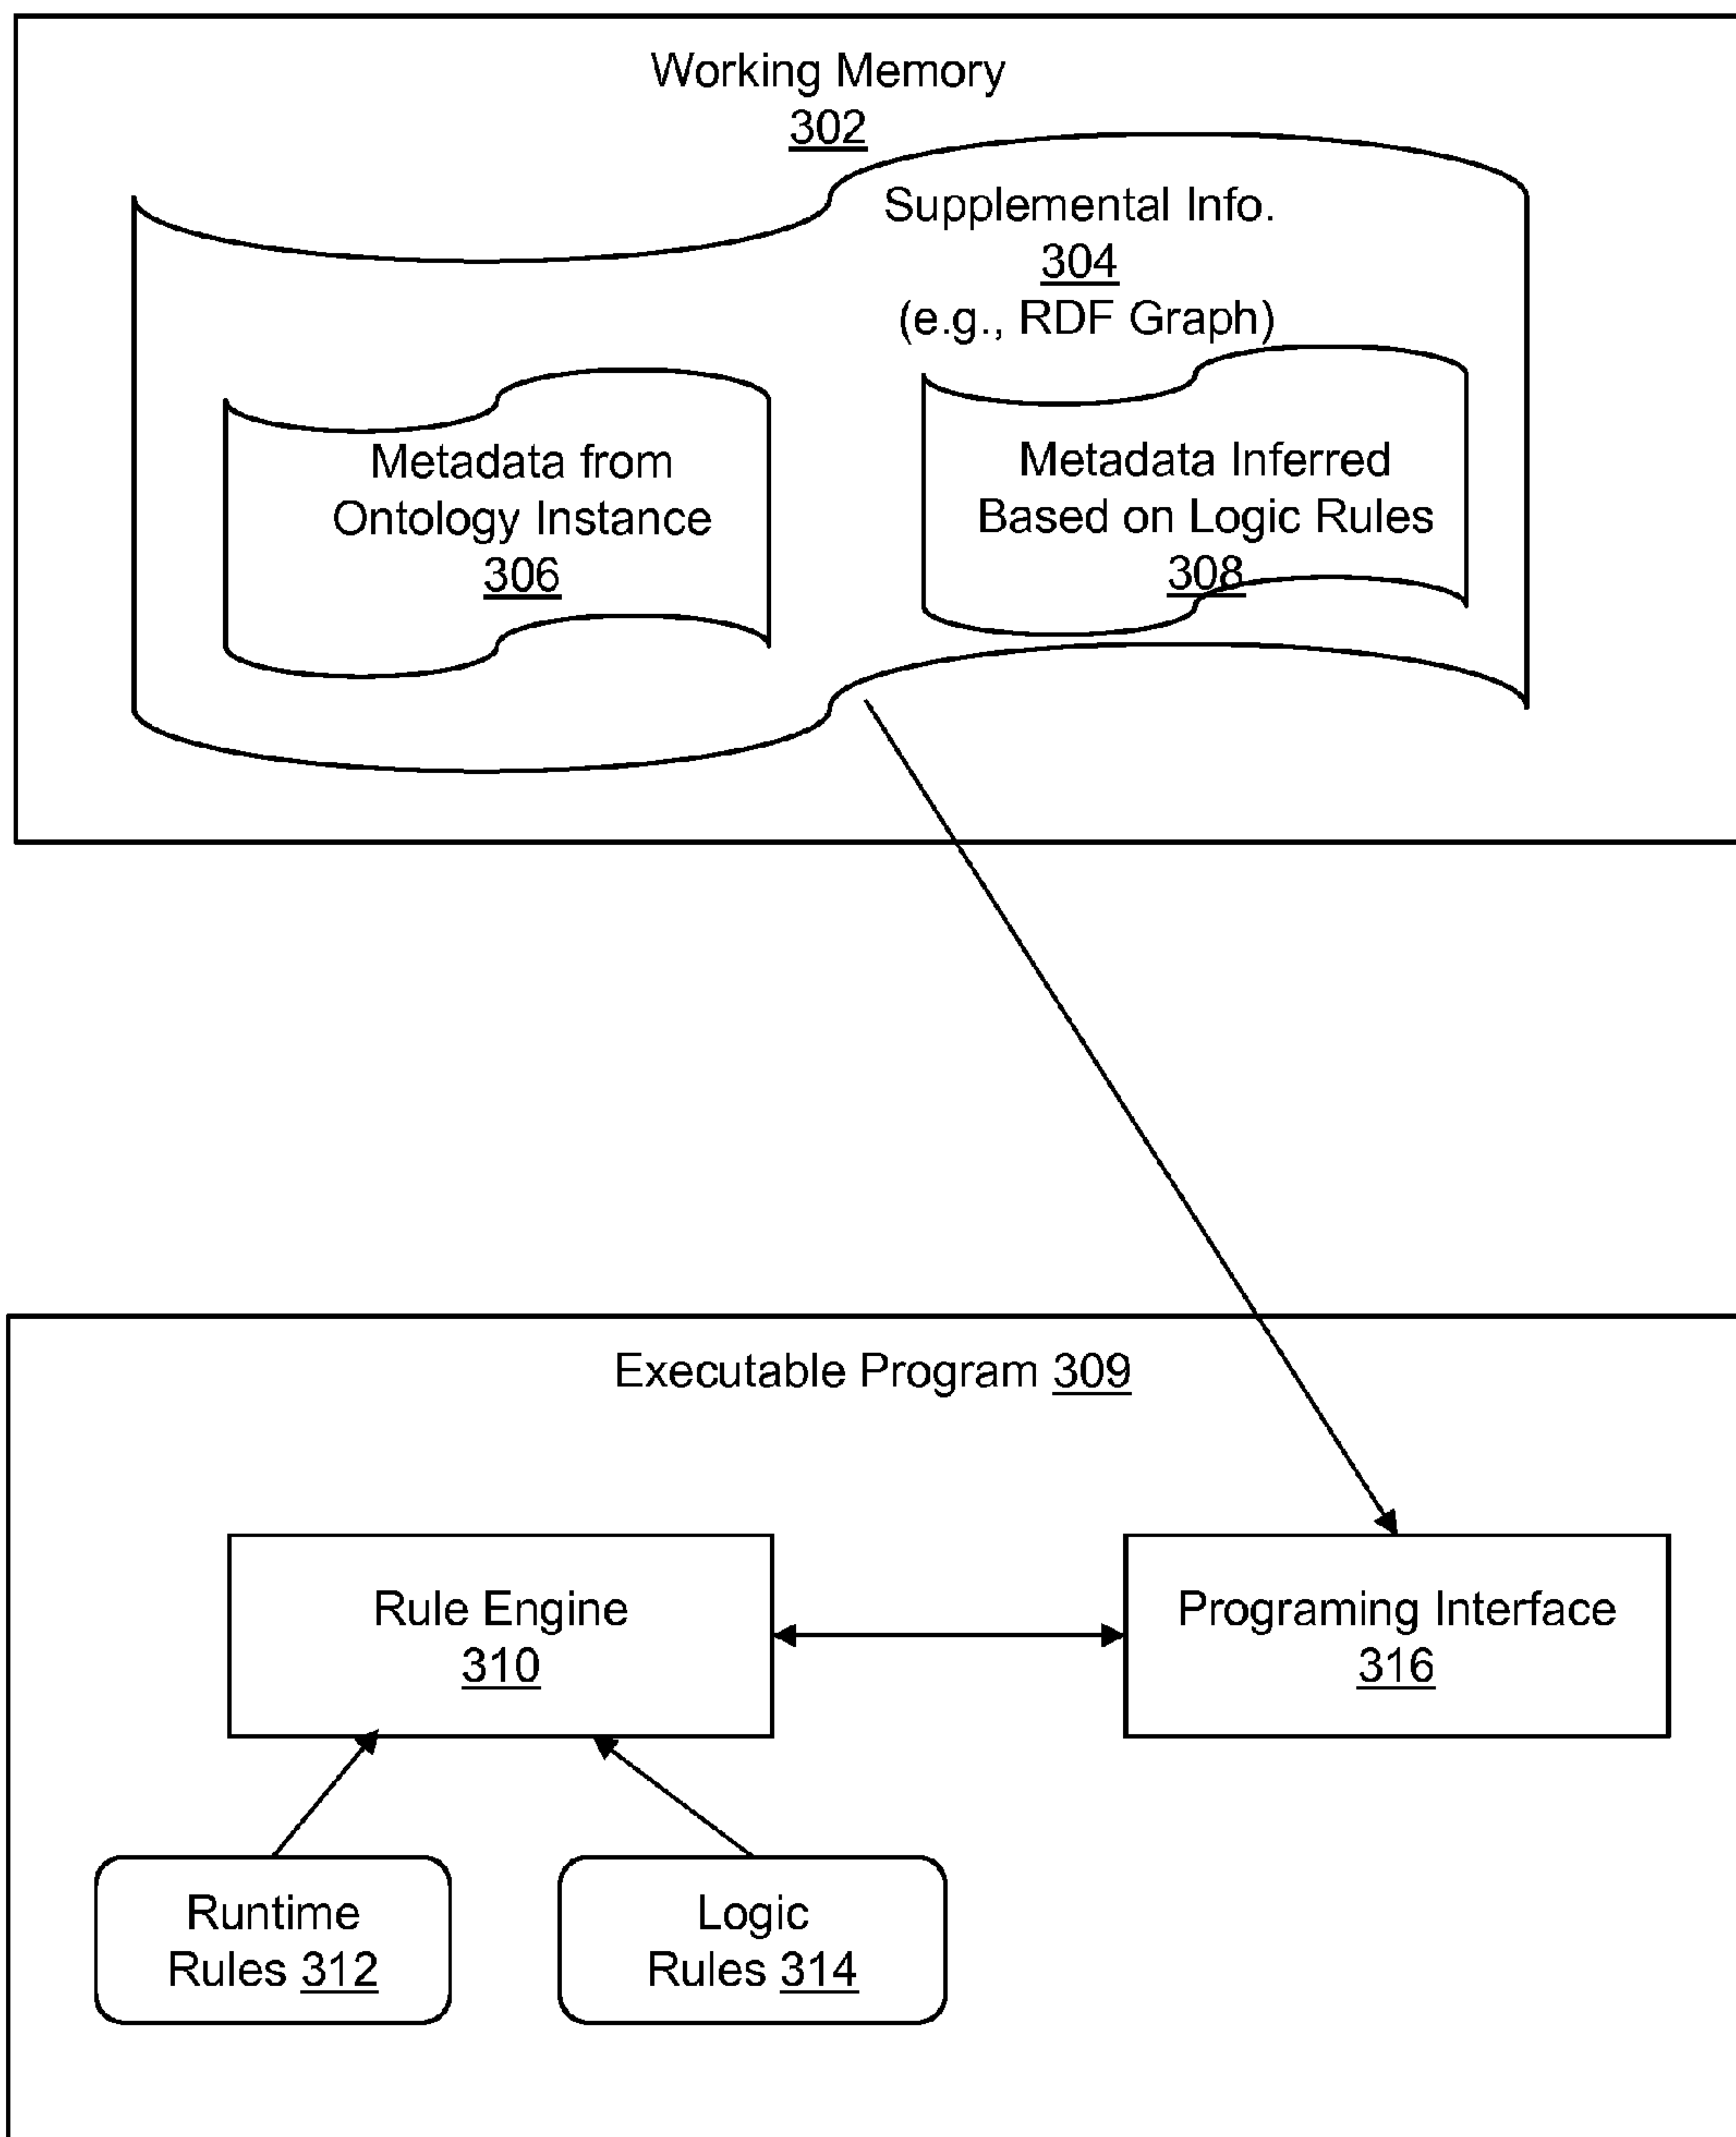 Working Memory
302
Supplemental Info.
304
(e.g., RDF Graph)
Metadata from
Ontology Instance
306
Metadata Inferred
Based on Logic Rules
308
Executable Program 309
Rule Engine
310
Programing Interface
316
Runtime
Rules 312
Logic
Rules 314